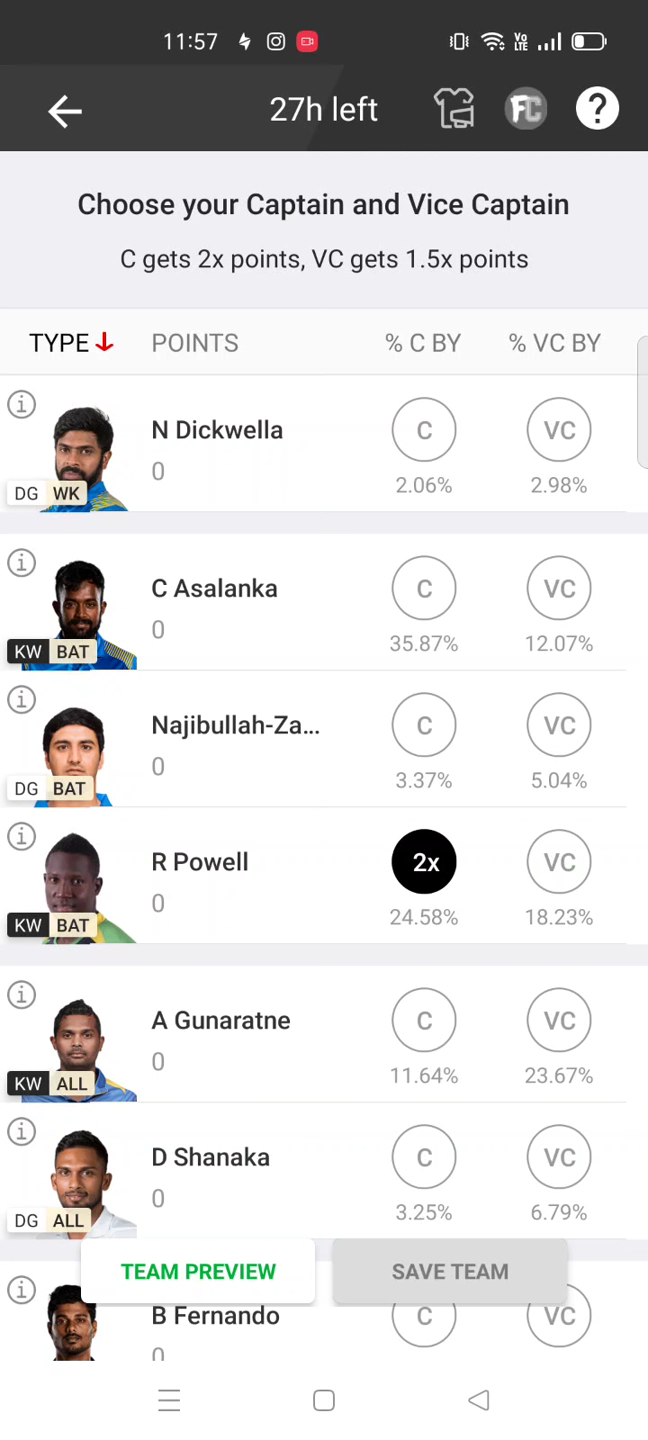 11:57
Vo LTE
27h left
FC
?
Choose your Captain and Vice Captain
C gets 2x points, VC gets 1.5x points
TYPE POINTS % C BY % VC BY
N Dickwella C VC
0
DG WK 2.06% 2.98%
C Asalanka C VC
0
KW BAT 35.87% 12.07%
Najibullah-Za... C VC
0
DG BAT 3.37% 5.04%
R Powell 2x VC
0
KW BAT 24.58% 18.23%
A Gunaratne C VC
0
KW ALL 11.64% 23.67%
D Shanaka C VC
0
DG ALL 3.25% 6.79%
TEAM PREVIEW SAVE TEAM
B Fernando C VC
0